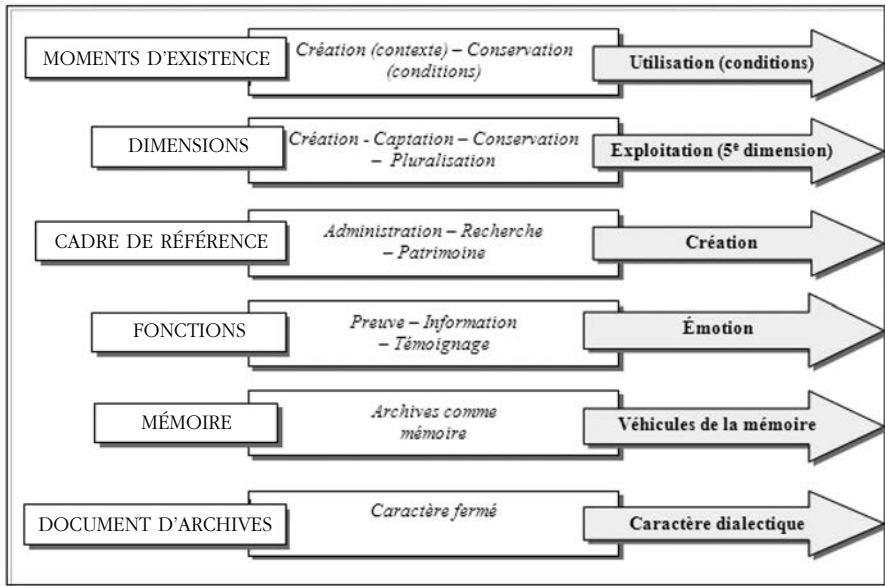 MOMENTS D'EXISTENCE
Création (contexte) – Conservation
(conditions)
Utilisation (conditions)
DIMENSIONS
Création - Captation – Conservation
– Pluralisation
Exploitation (5e dimension)
CADRE DE RÉFÉRENCE
Administration – Recherche
– Patrimoine
Création
FONCTIONS
Preuve – Information
– Témoignage
Émotion
MÉMOIRE
Archives comme
mémoire
Véhicules de la mémoire
DOCUMENT D'ARCHIVES
Caractère fermé
Caractère dialectique